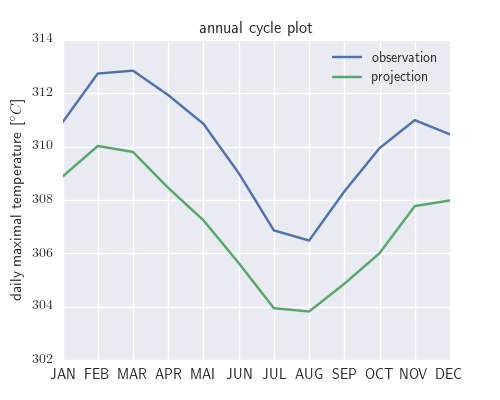 annual cycle plot
314
312
310
308
306
304
302
daily maximal temperature [°C]
observation
projection
JAN FEB MAR APR MAI JUN JUL AUG SEP OCT NOV DEC